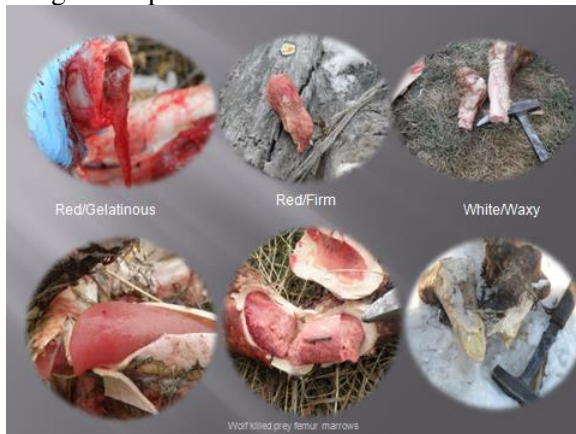 Red/Gelatinous
Red/Firm
White/Waxy
Wolf killed prey femur marrows